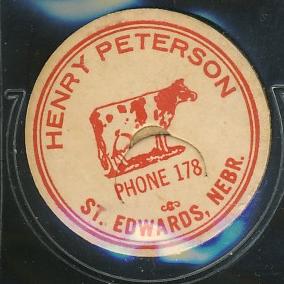 HENRY PETERSON
PHONE 178
ST. EDWARDS, NEBR.